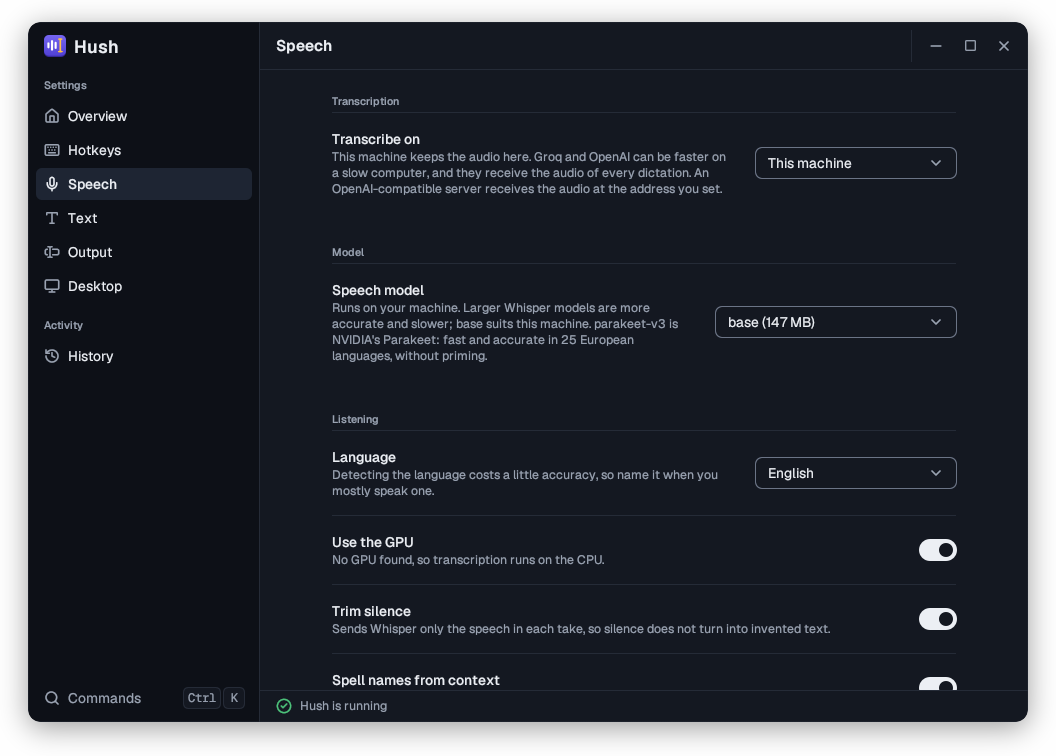 Hush
Speech
Settings
Overview
Hotkeys
Speech
Text
Output
Desktop
Activity
History
Commands
Ctrl K
Transcription
Transcribe on
This machine keeps the audio here. Groq and OpenAI can be faster on
a slow computer, and they receive the audio of every dictation. An
OpenAI-compatible server receives the audio at the address you set.
This machine
Model
Speech model
Runs on your machine. Larger Whisper models are more
accurate and slower; base suits this machine. parakeet-v3 is
NVIDIA's Parakeet: fast and accurate in 25 European
languages, without priming.
base (147 MB)
Listening
Language
Detecting the language costs a little accuracy, so name it when you
mostly speak one.
English
Use the GPU
No GPU found, so transcription runs on the CPU.
Trim silence
Sends Whisper only the speech in each take, so silence does not turn into invented text.
Spell names from context
Hush is running